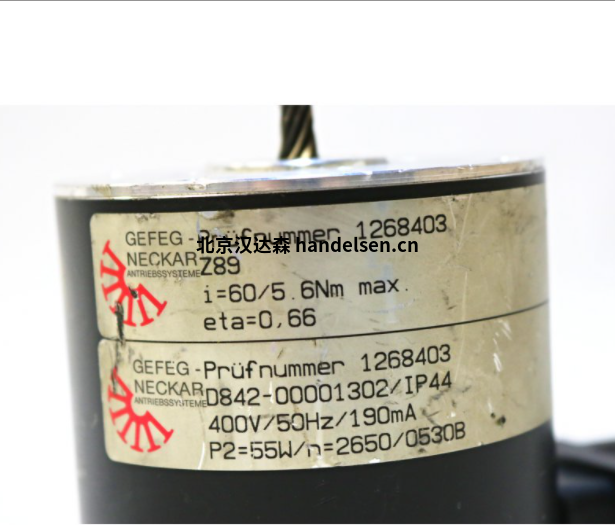 GEFEG - Prüfnummer 1268403
北京汉达森 handelsen.cn
NECKAR Z89
ANTRIEBSSYSTEME
i=60/5.6Nm max.
eta=0,66
GEFEG - Prüfnummer 1268403
NECKAR D842-00001302/IP44
ANTRIEBSSYSTEME
400V/50Hz/190mA
P2=55W/n=2650/0530B